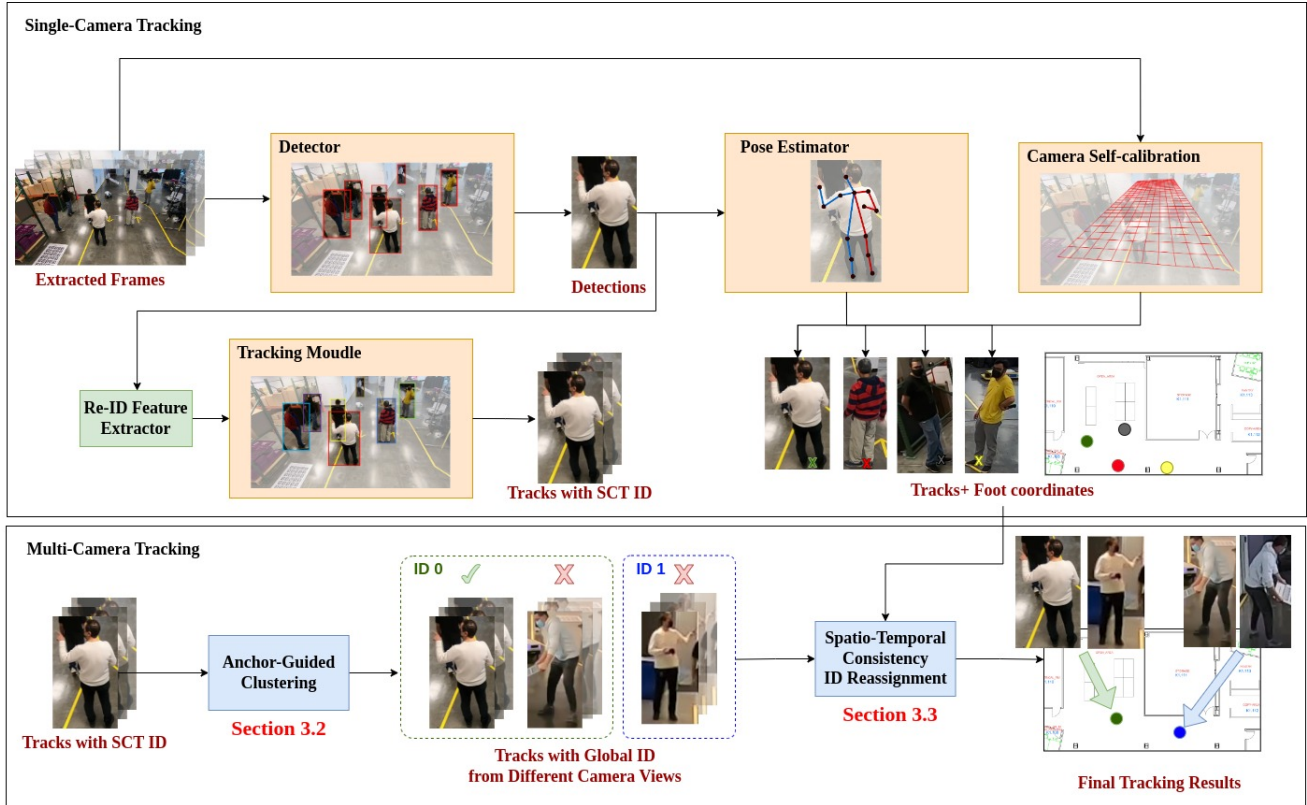 Single-Camera Tracking
Detector
Pose Estimator
Camera Self-calibration
Extracted Frames
Detections
Tracking Moudle
Re-ID Feature
Extractor
Tracks with SCT ID
X X X X
Tracks+ Foot coordinates
Multi-Camera Tracking
ID 0
ID 1
Anchor-Guided
Clustering
Spatio-Temporal
Consistency
ID Reassignment
Section 3.2
Section 3.3
Tracks with SCT ID
Tracks with Global ID
from Different Camera Views
Final Tracking Results